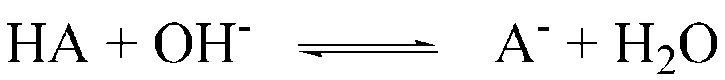 HA + OH⁻ ⇌ A⁻ + H₂O